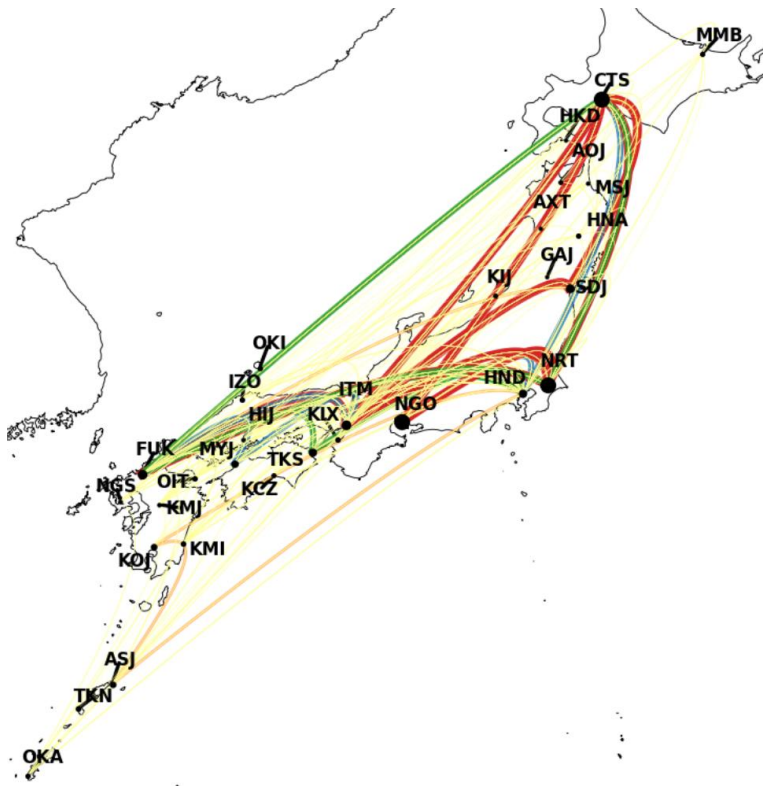 MMB
CTS
HKD
AOJ
MSJ
AXT
HNA
GAJ
KIJ
SDJ
OKI
NRT
HND
IZO
ITM
NGO
HIJ
KIX
FUK
MYJ
TKS
OIT
NGS
KCZ
KMJ
KOJ
KMI
ASJ
TKN
OKA